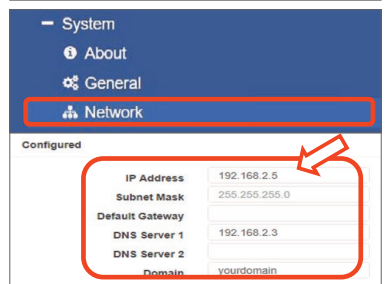 System
About
General
Network
Configured
IP Address 192.168.2.5
Subnet Mask 255.255.255.0
Default Gateway
DNS Server 1 192.168.2.3
DNS Server 2
Domain yourdomain